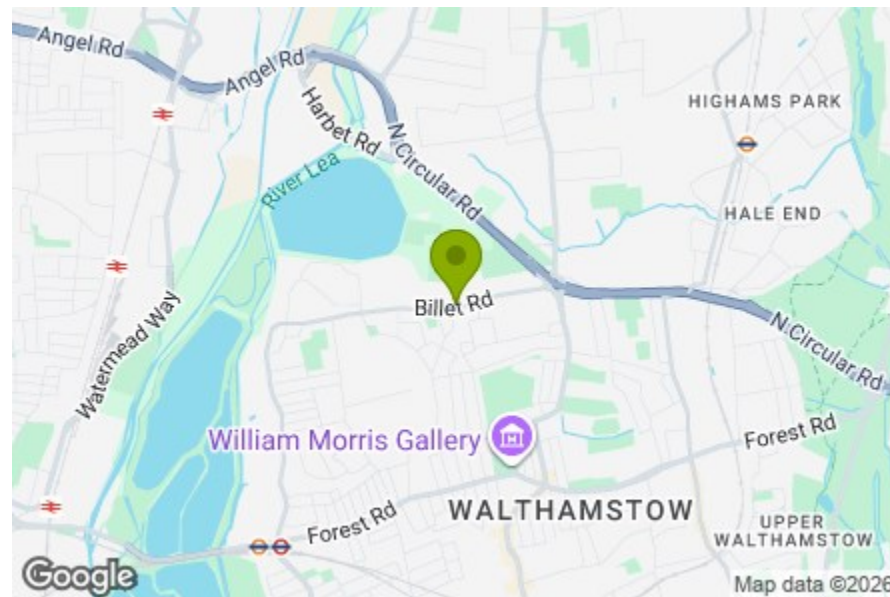 Angel Rd
Angel Rd
Harbet Rd
N Circular Rd
HIGHAMS PARK
River Lea
HALE END
Billet Rd
Watermead Way
N Circular Rd
William Morris Gallery
Forest Rd
WALTHAMSTOW
Forest Rd
UPPER
WALTHAMSTOW
Google
Map data ©2026